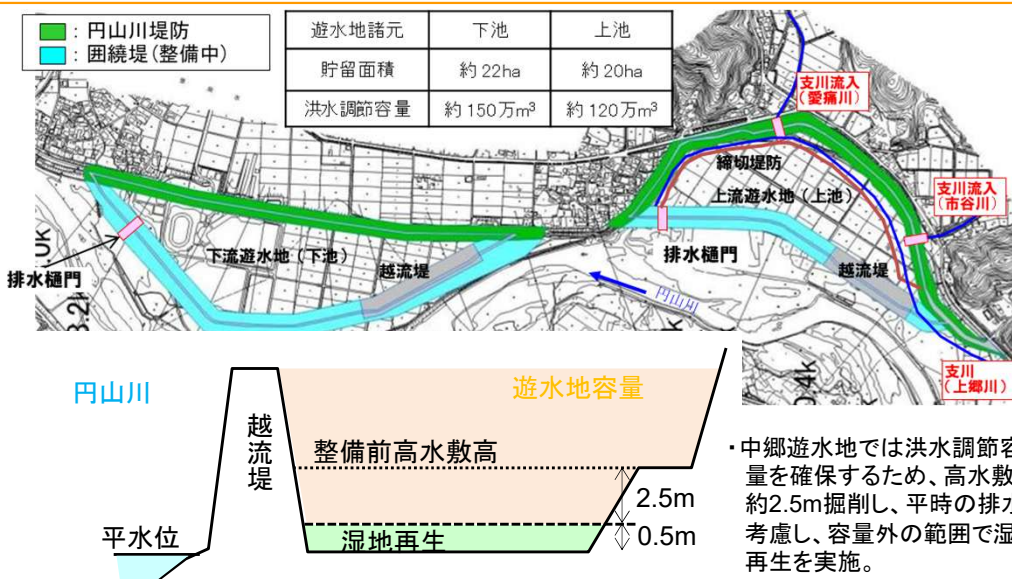 ：円山川堤防
：囲繞堤(整備中)
遊水地諸元 下池 上池
貯留面積 約22ha 約20ha
洪水調節容量 約150万m³ 約120万m³
支川流入
(愛痛川)
締切堤防
上流遊水地(上池)
支川流入
(市谷川)
.0k
下流遊水地(下池)
越流堤
排水樋門
排水樋門
越流堤
円山川
3.2k
0.4k
支川
(上郷川)
円山川
遊水地容量
越流堤
整備前高水敷高
2.5m
平水位
湿地再生
0.5m
・中郷遊水地では洪水調節容
量を確保するため、高水敷
約2.5m掘削し、平時の排水
考慮し、容量外の範囲で湿
再生を実施。